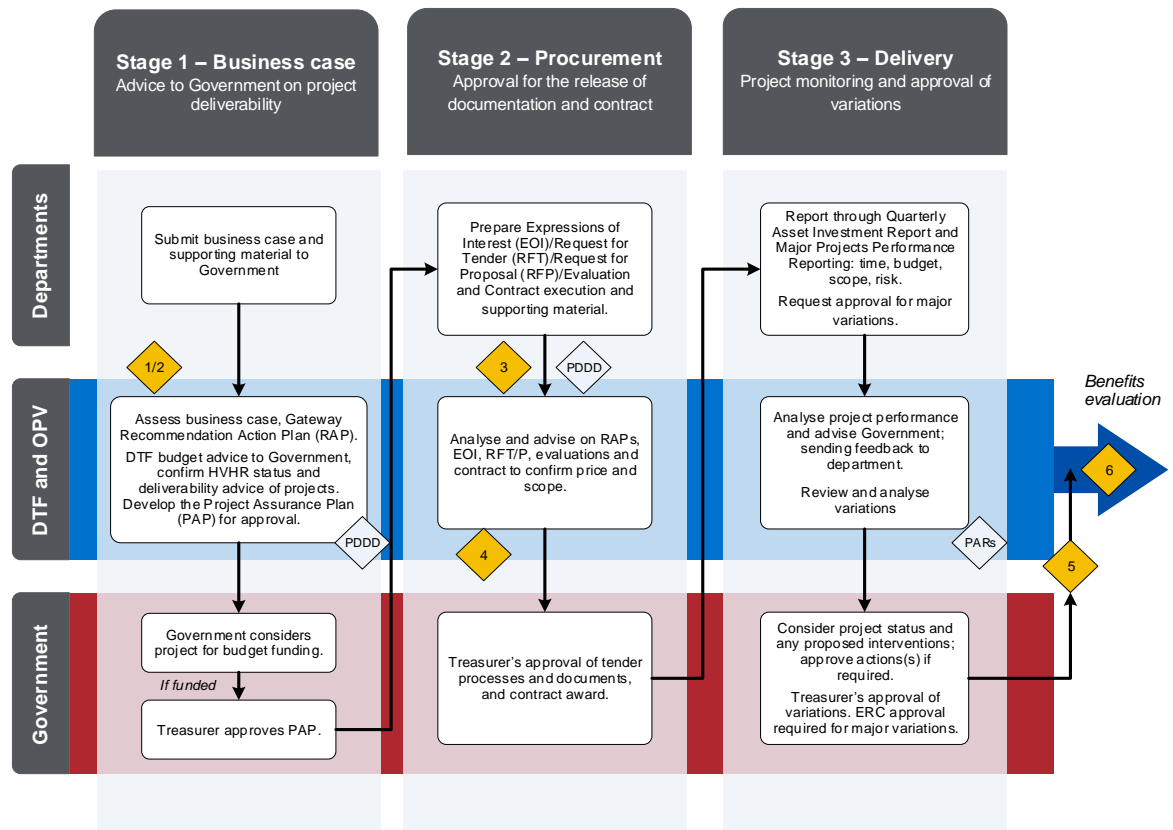 Stage 1 – Business case
Advice to Government on project
deliverability
Stage 2 – Procurement
Approval for the release of
documentation and contract
Stage 3 – Delivery
Project monitoring and approval of
variations
Departments
Submit business case and
supporting material to
Government
Prepare Expressions of
Interest (EOI)/Request for
Tender (RFT)/Request for
Proposal (RFP)/Evaluation
and Contract execution and
supporting material.
Report through Quarterly
Asset Investment Report and
Major Projects Performance
Reporting: time, budget,
scope, risk.
Request approval for major
variations.
1/2
3
PDDD
DTF and OPV
Assess business case, Gateway
Recommendation Action Plan (RAP).
DTF budget advice to Government,
confirm HVHR status and
deliverability advice of projects.
Develop the Project Assurance Plan
(PAP) for approval.
PDDD
Analyse and advise on RAPs,
EOI, RFT/P, evaluations and
contract to confirm price and
scope.
4
Analyse project performance
and advise Government;
sending feedback to
department.
Review and analyse
variations
PARs
Benefits
evaluation
6
5
Government
Government considers
project for budget funding.
If funded
Treasurer approves PAP.
Treasurer’s approval of tender
processes and documents,
and contract award.
Consider project status and
any proposed interventions;
approve actions(s) if
required.
Treasurer’s approval of
variations. ERC approval
required for major variations.